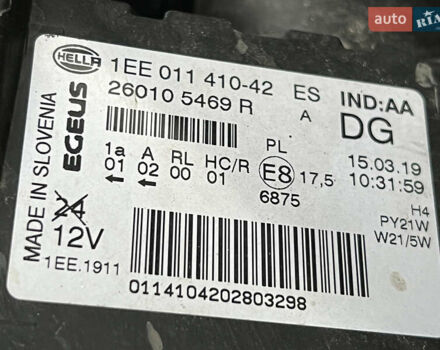 auto RIA
HELLA
1EE 011 410-42 ES IND:AA
26010 5469 R A DG
MADE IN SLOVENIA
EGEUS
1a A RL HC/R PL
01 02 00 01 E8 17,5
6875
15.03.19
10:31:59
H4
PY21W
W21/5W
24
12V
1EE.1911
0114104202803298